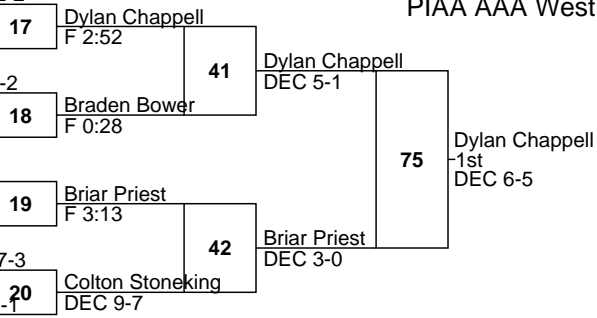 PIAA AAA West
17
Dylan Chappell
F 2:52
41
Dylan Chappell
DEC 5-1
-2
18
Braden Bower
F 0:28
75
Dylan Chappell
1st
DEC 6-5
19
Briar Priest
F 3:13
42
Briar Priest
DEC 3-0
7-3
20
-1
Colton Stoneking
DEC 9-7